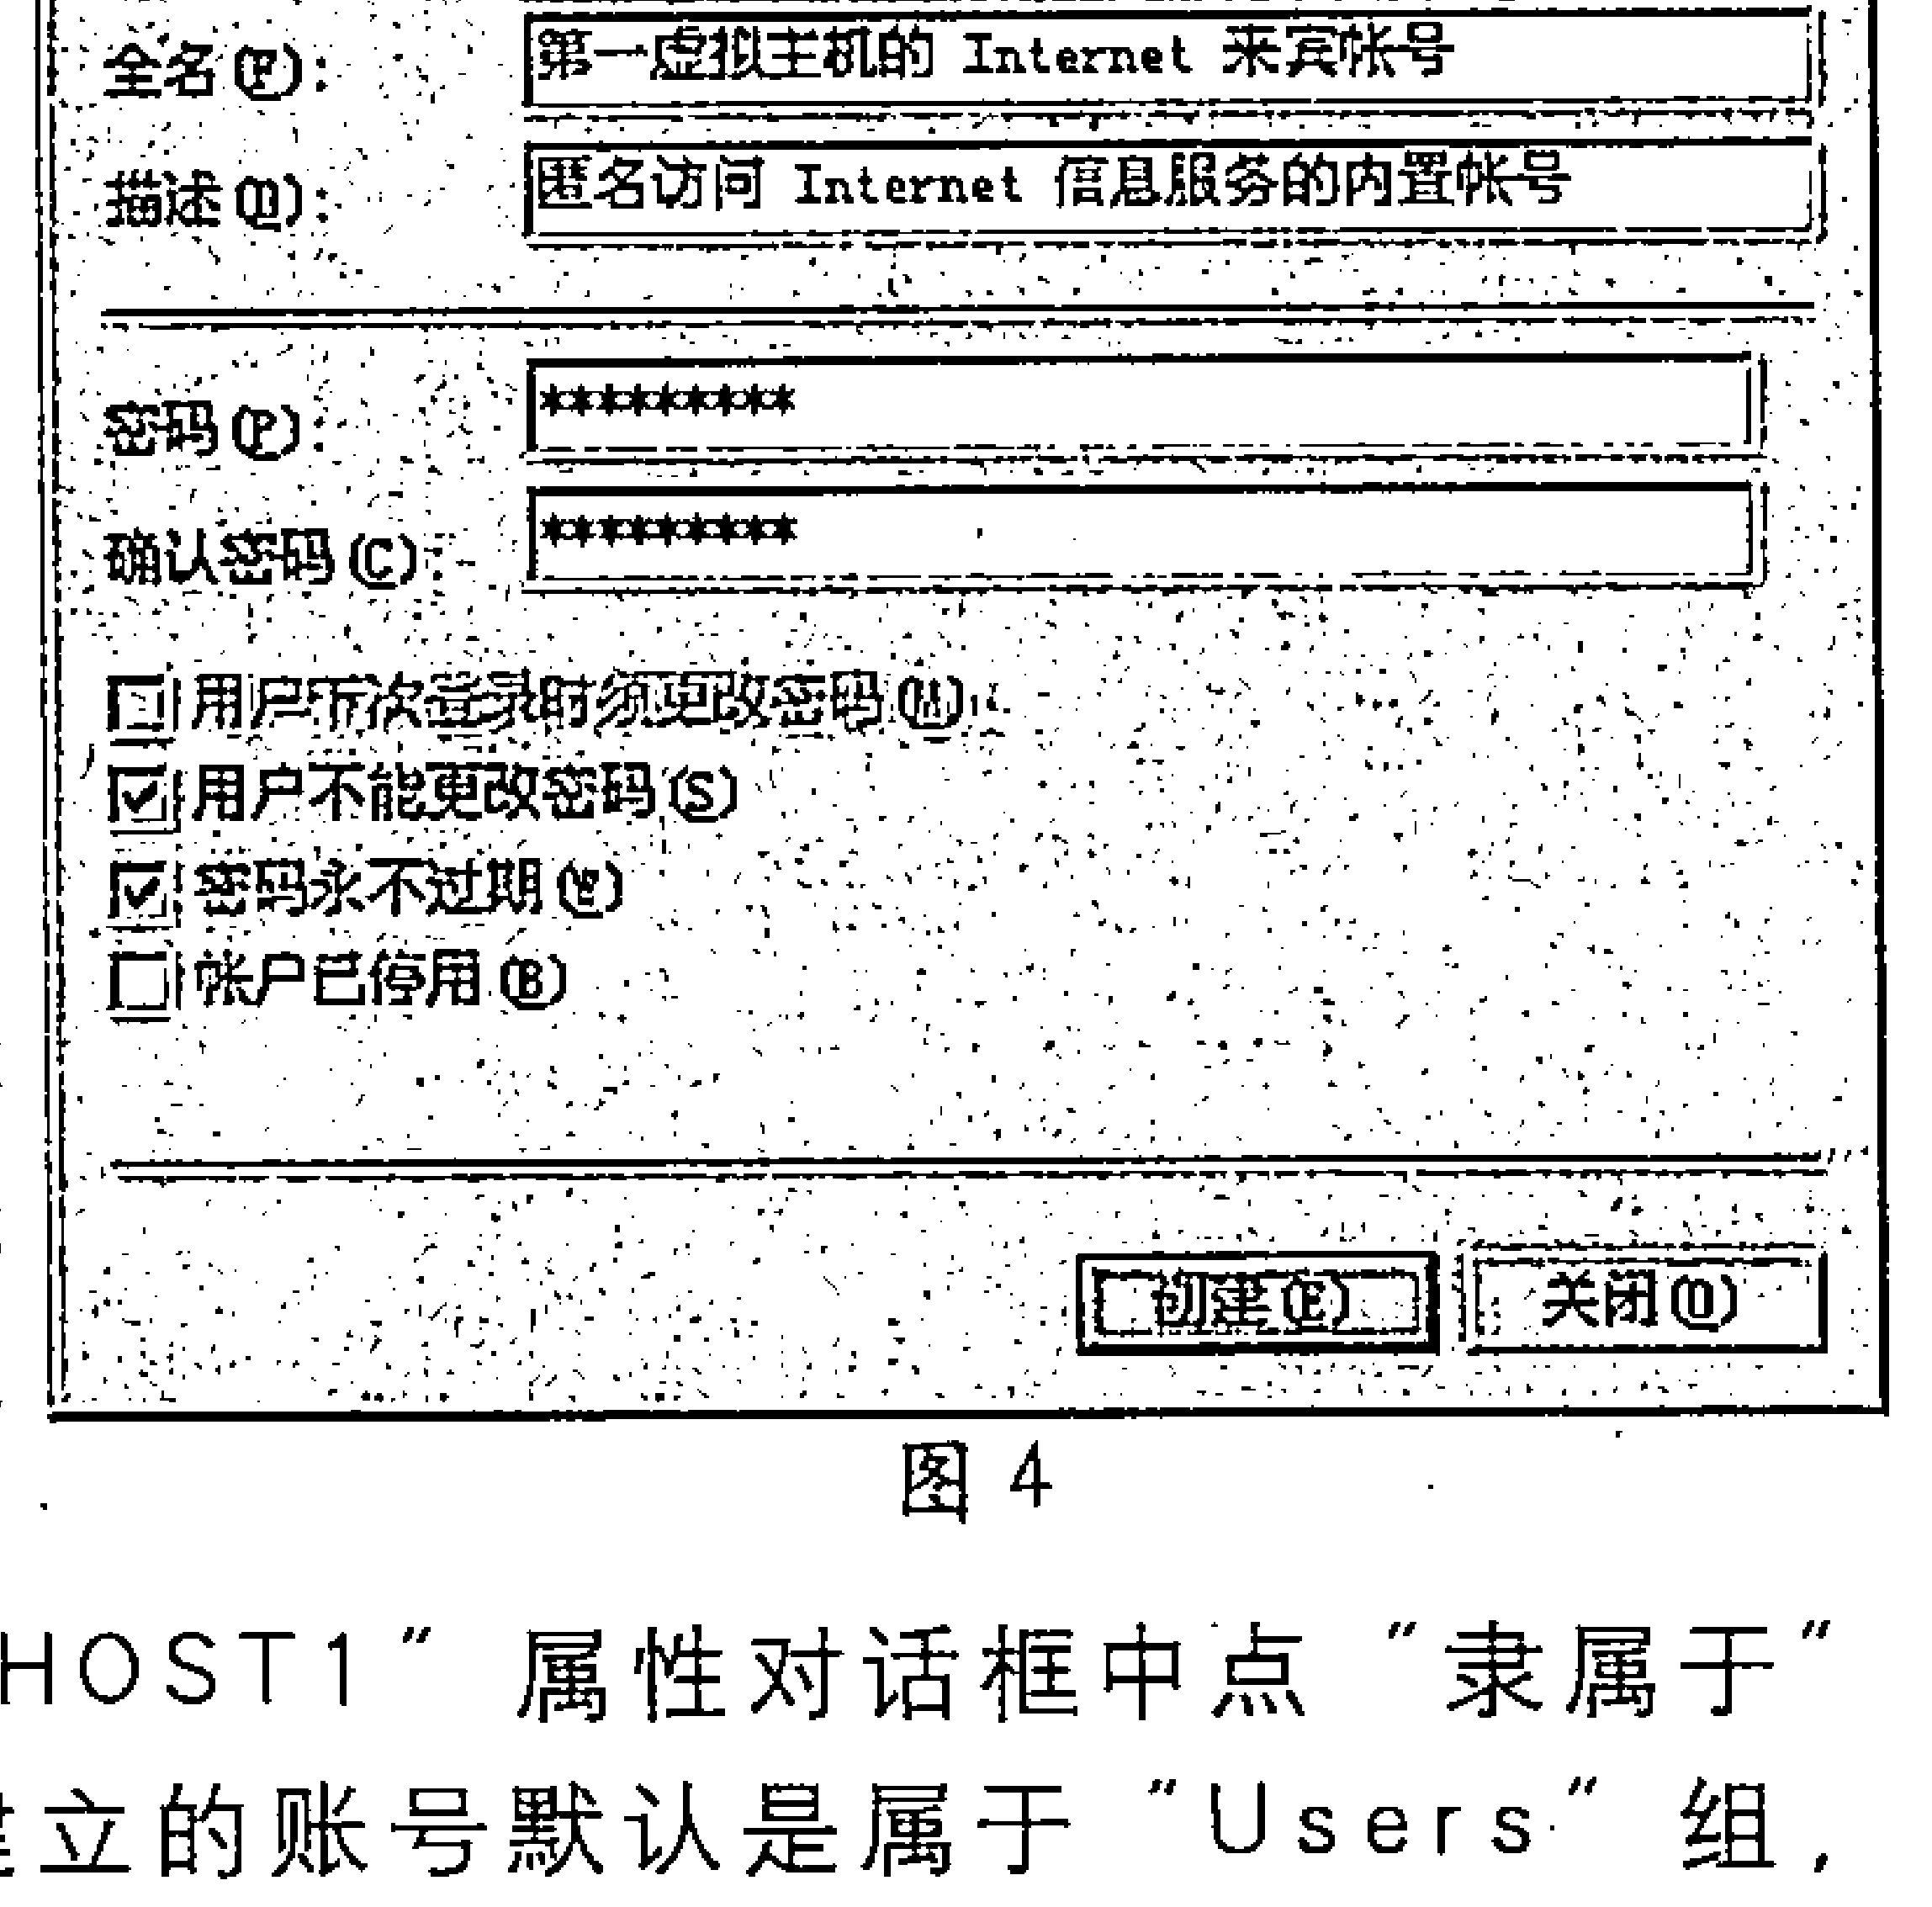 全名(F): 第一虚拟主机的 Internet 来宾帐号
描述(D): 匿名访问 Internet 信息服务的内置帐号
密码(P): *********
确认密码(C): *********
用户下次登录时须更改密码(M)
用户不能更改密码(S)
密码永不过期(W)
帐户已停用(B)
创建(E) 关闭(O)
图 4
HOST1" 属性对话框中点 "隶属于"
建立的账号默认是属于 "Users" 组,